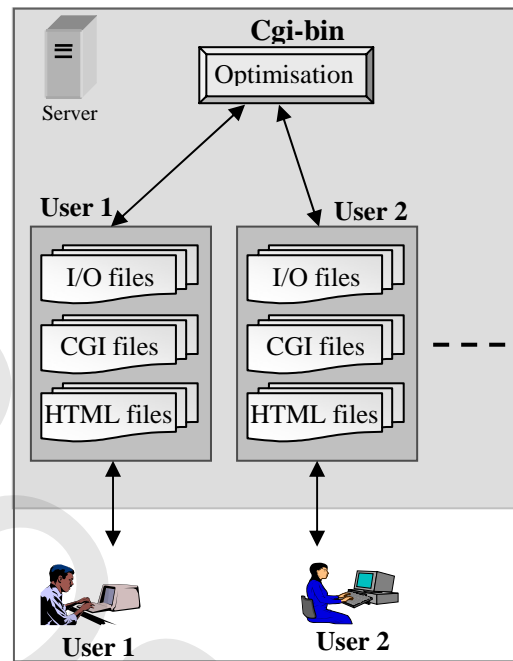 Cgi-bin
Optimisation
Server
User 1
User 2
I/O files
I/O files
CGI files
CGI files
HTML files
HTML files
User 1
User 2